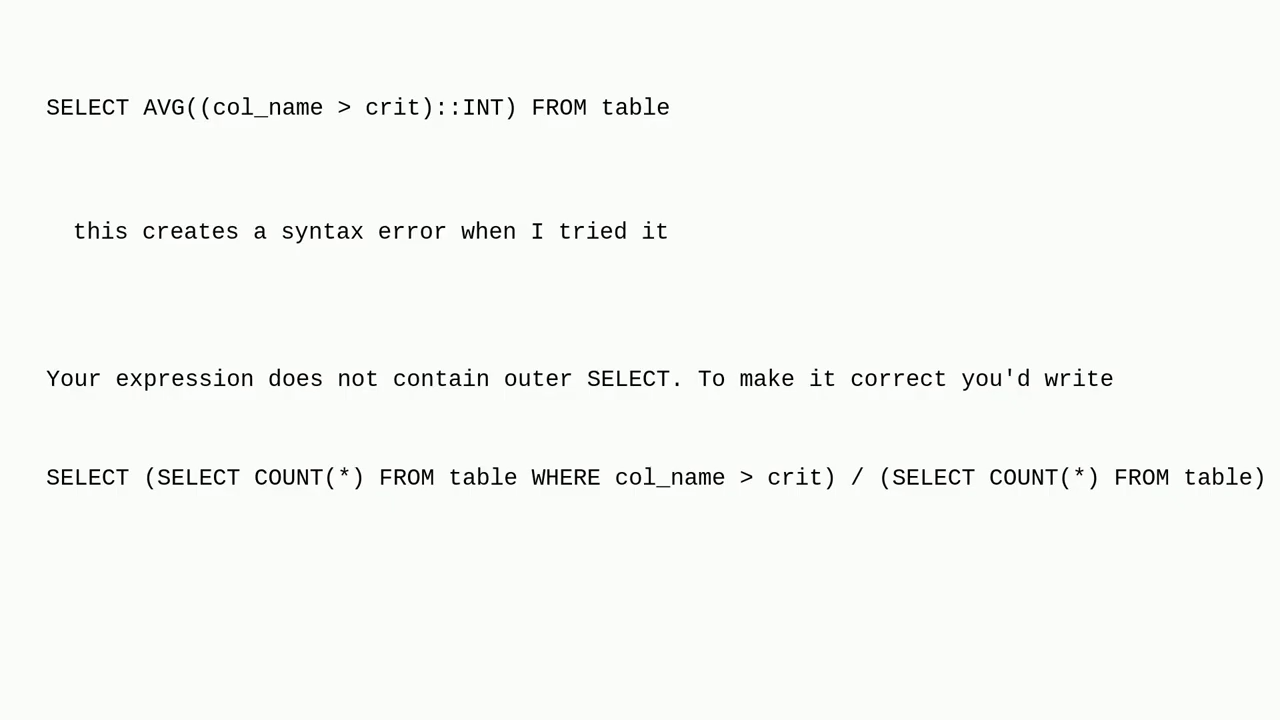 SELECT AVG((col_name > crit)::INT) FROM table
this creates a syntax error when I tried it
Your expression does not contain outer SELECT. To make it correct you'd write
SELECT (SELECT COUNT(*) FROM table WHERE col_name > crit) / (SELECT COUNT(*) FROM table)